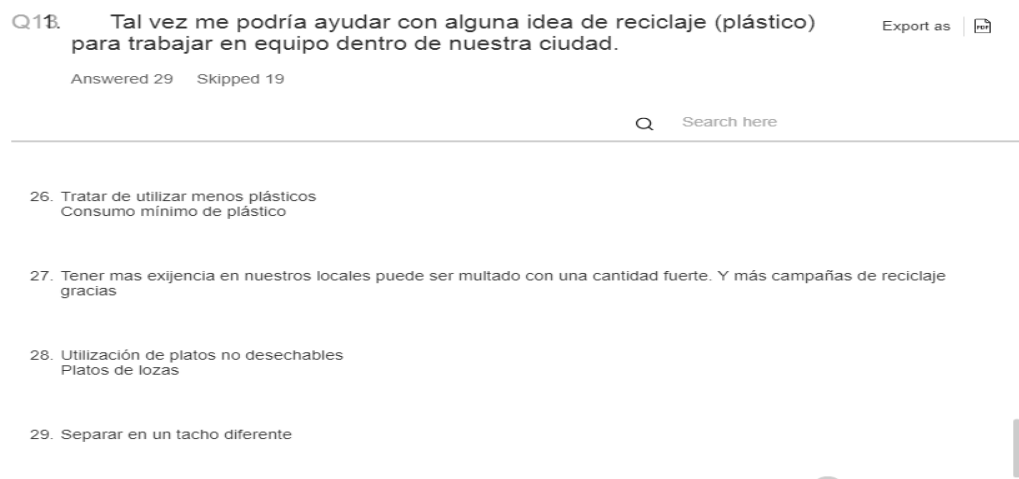 Tal vez me podría ayudar con alguna idea de reciclaje (plástico)
para trabajar en equipo dentro de nuestra ciudad.
Export as
PDF
Answered 29 Skipped 19
Search here
26. Tratar de utilizar menos plásticos
Consumo mínimo de plástico
27. Tener mas exijencia en nuestros locales puede ser multado con una cantidad fuerte. Y más campañas de reciclaje
gracias
28. Utilización de platos no desechables
Platos de lozas
29. Separar en un tacho diferente